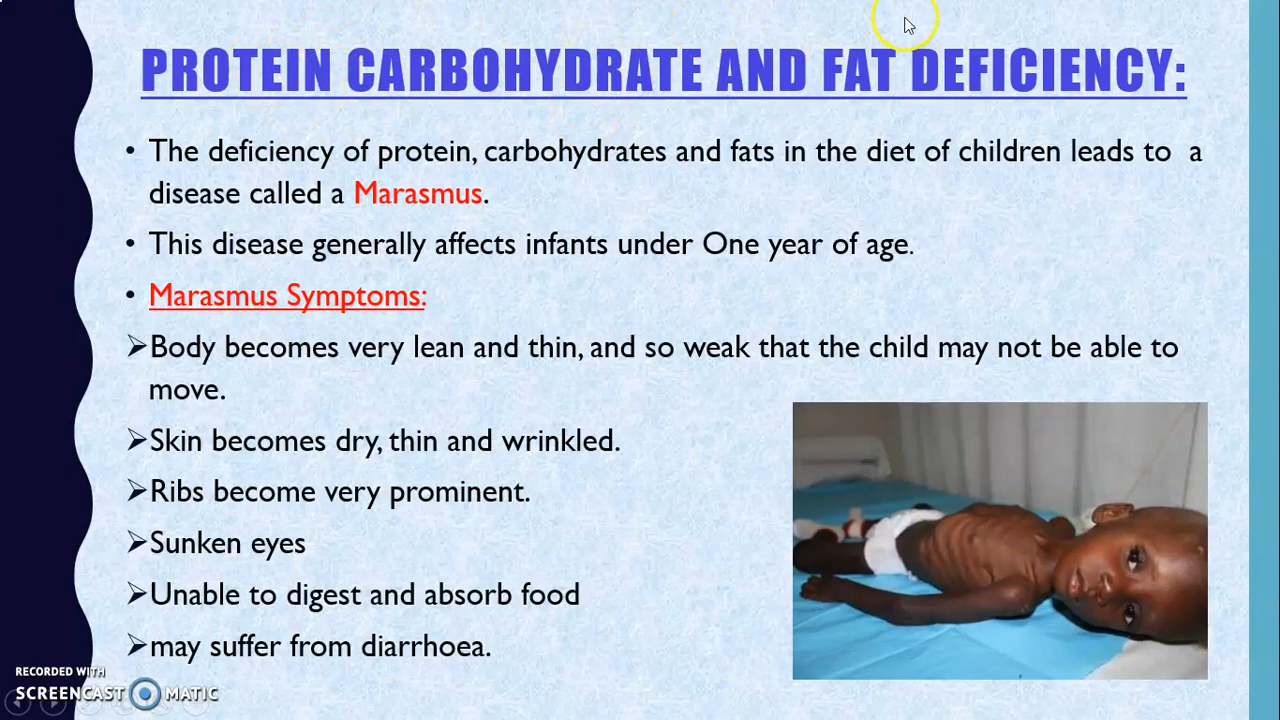 PROTEIN CARBOHYDRATE AND FAT DEFICIENCY:
• The deficiency of protein, carbohydrates and fats in the diet of children leads to a
disease called a Marasmus.
• This disease generally affects infants under One year of age.
• Marasmus Symptoms:
➢Body becomes very lean and thin, and so weak that the child may not be able to
move.
➢Skin becomes dry, thin and wrinkled.
➢Ribs become very prominent.
➢Sunken eyes
➢Unable to digest and absorb food
➢may suffer from diarrhoea.
RECORDED WITH
SCREENCAST MATIC